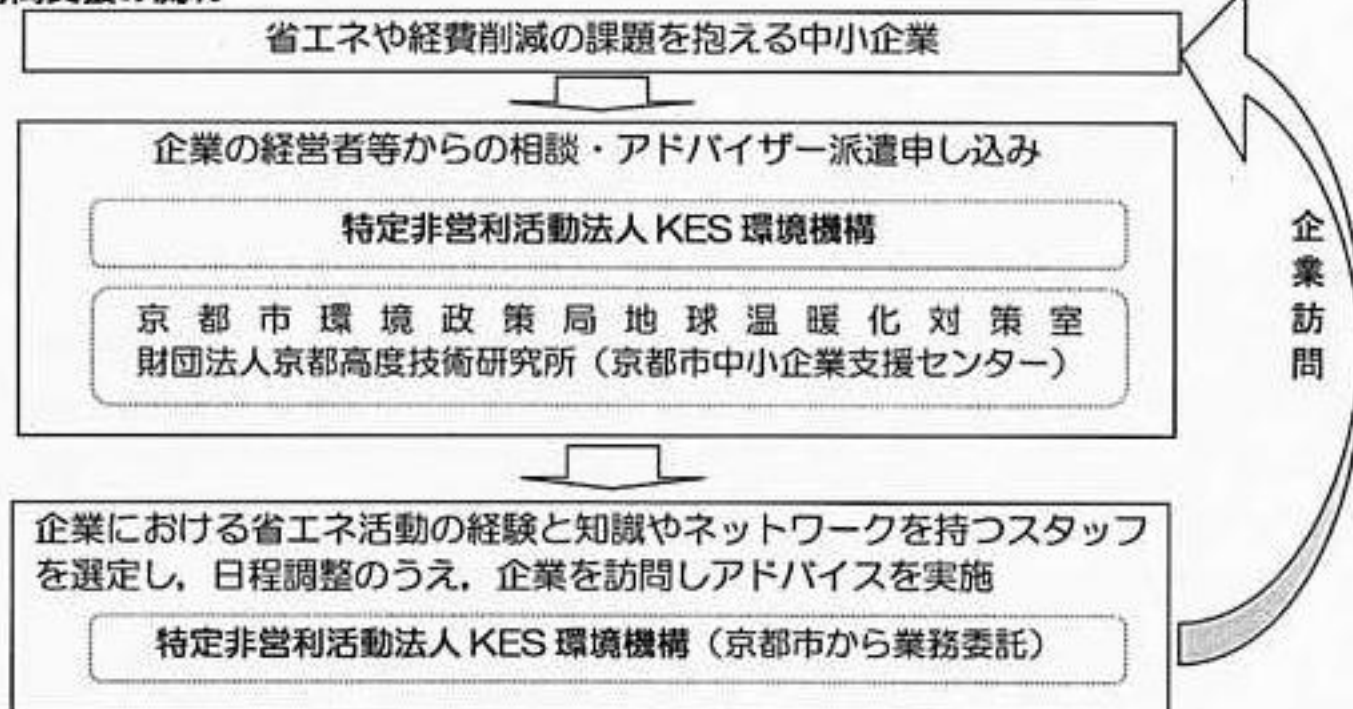 省エネや経費削減の課題を抱える中小企業
企業の経営者等からの相談・アドバイザー派遣申し込み
特定非営利活動法人 KES 環境機構
京都市環境政策局地球温暖化対策室
財団法人京都高度技術研究所（京都市中小企業支援センター）
企業訪問
企業における省エネ活動の経験と知識やネットワークを持つスタッフ
を選定し，日程調整のうえ，企業を訪問しアドバイスを実施
特定非営利活動法人 KES 環境機構（京都市から業務委託）